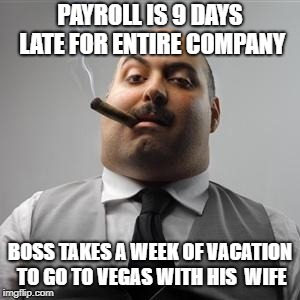 PAYROLL IS 9 DAYS
LATE FOR ENTIRE COMPANY
BOSS TAKES A WEEK OF VACATION
TO GO TO VEGAS WITH HIS WIFE
imgflip.com